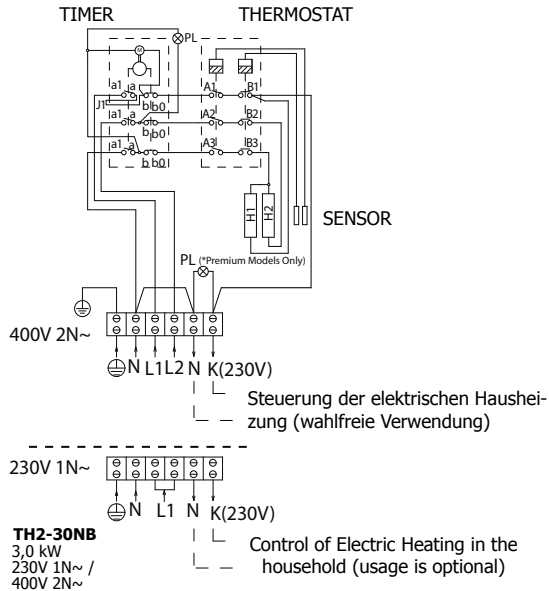 TIMER THERMOSTAT
PL
M
a1 a b b0 A1 B1
J1
a1 a b b0 A2 B2
a1 a b b0 A3 B3
H1 H2
SENSOR
PL (*Premium Models Only)
400V 2N~
N L1 L2 N K(230V)
Steuerung der elektrischen Haushei-
zung (wahlfreie Verwendung)
230V 1N~
N L1 N K(230V)
TH2-30NB
3,0 kW
230V 1N~ /
400V 2N~
Control of Electric Heating in the
household (usage is optional)